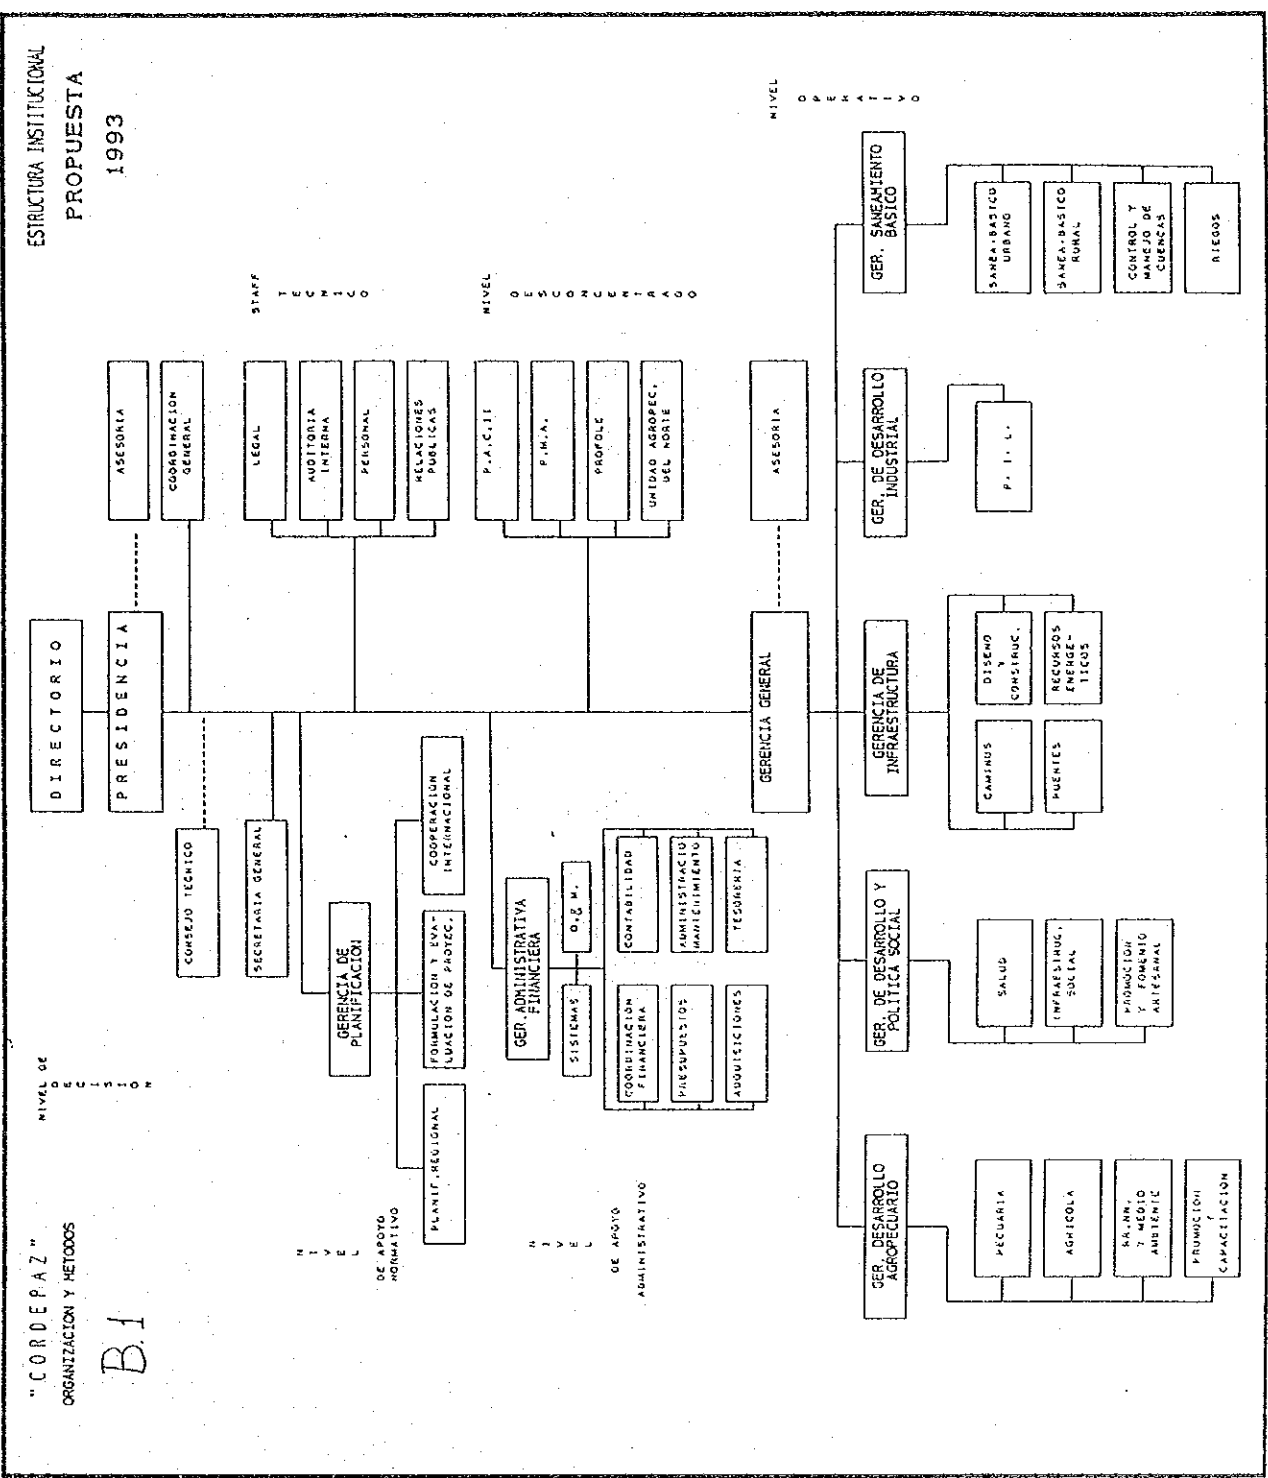 "CORDEPAZ"
ORGANIZACION Y METODOS
B.1
ESTRUCTURA INSTITUCIONAL
PROPUESTA
1993
NIVEL DE
DECISION
DIRECTORIO
PRESIDENCIA
ASESORIA
COORDINACION
GENERAL
CONSEJO TECNICO
SECRETARIA GENERAL
STAFF
TECNICO
LEGAL
AUDITORIA
INTERNA
PERSONAL
RELACIONES
PUBLICAS
NIVEL
DE APOYO
NORMATIVO
GERENCIA DE
PLANIFICACION
PLANIF.REGIONAL
FORMULACION Y EVA-
LUACION DE PROYEC.
COOPERACION
INTERNACIONAL
NIVEL
DESCONCENTRADO
P.A.C.II
P.M.A.
PROFOLE
UNIDAD AGROPEC.
DEL NORTE
NIVEL
DE APOYO
ADMINISTRATIVO
GER.ADMINISTRATIVA
FINANCIERA
SISTEMAS
O.& M.
COORDINACION
FINANCIERA
CONTABILIDAD
PRESUPUESTOS
ADMINISTRACIO
MANTENIMIENTO
ADQUISICIONES
TESORERIA
GERENCIA GENERAL
ASESORIA
NIVEL
OPERATIVO
GER. DESARROLLO
AGROPECUARIO
PECUARIA
AGRICOLA
RR.NN.
Y MEDIO
AMBIENTE
PROMOCION
Y
CAPACITACION
GER. DE DESARROLLO Y
POLITICA SOCIAL
SALUD
INFRAESTRUC.
SOCIAL
PROMOCION
Y FOMENTO
ARTESANAL
GERENCIA DE
INFRAESTRUCTURA
CAMINOS
DISENO
Y
CONSTRUC.
PUENTES
RECURSOS
ENERGE-
TICOS
GER. DE DESARROLLO
INDUSTRIAL
P. I. L.
GER. SANEAMIENTO
BASICO
SANEA.BASICO
URBANO
SANEA.BASICO
RURAL
CONTROL Y
MANEJO DE
CUENCAS
RIEGOS